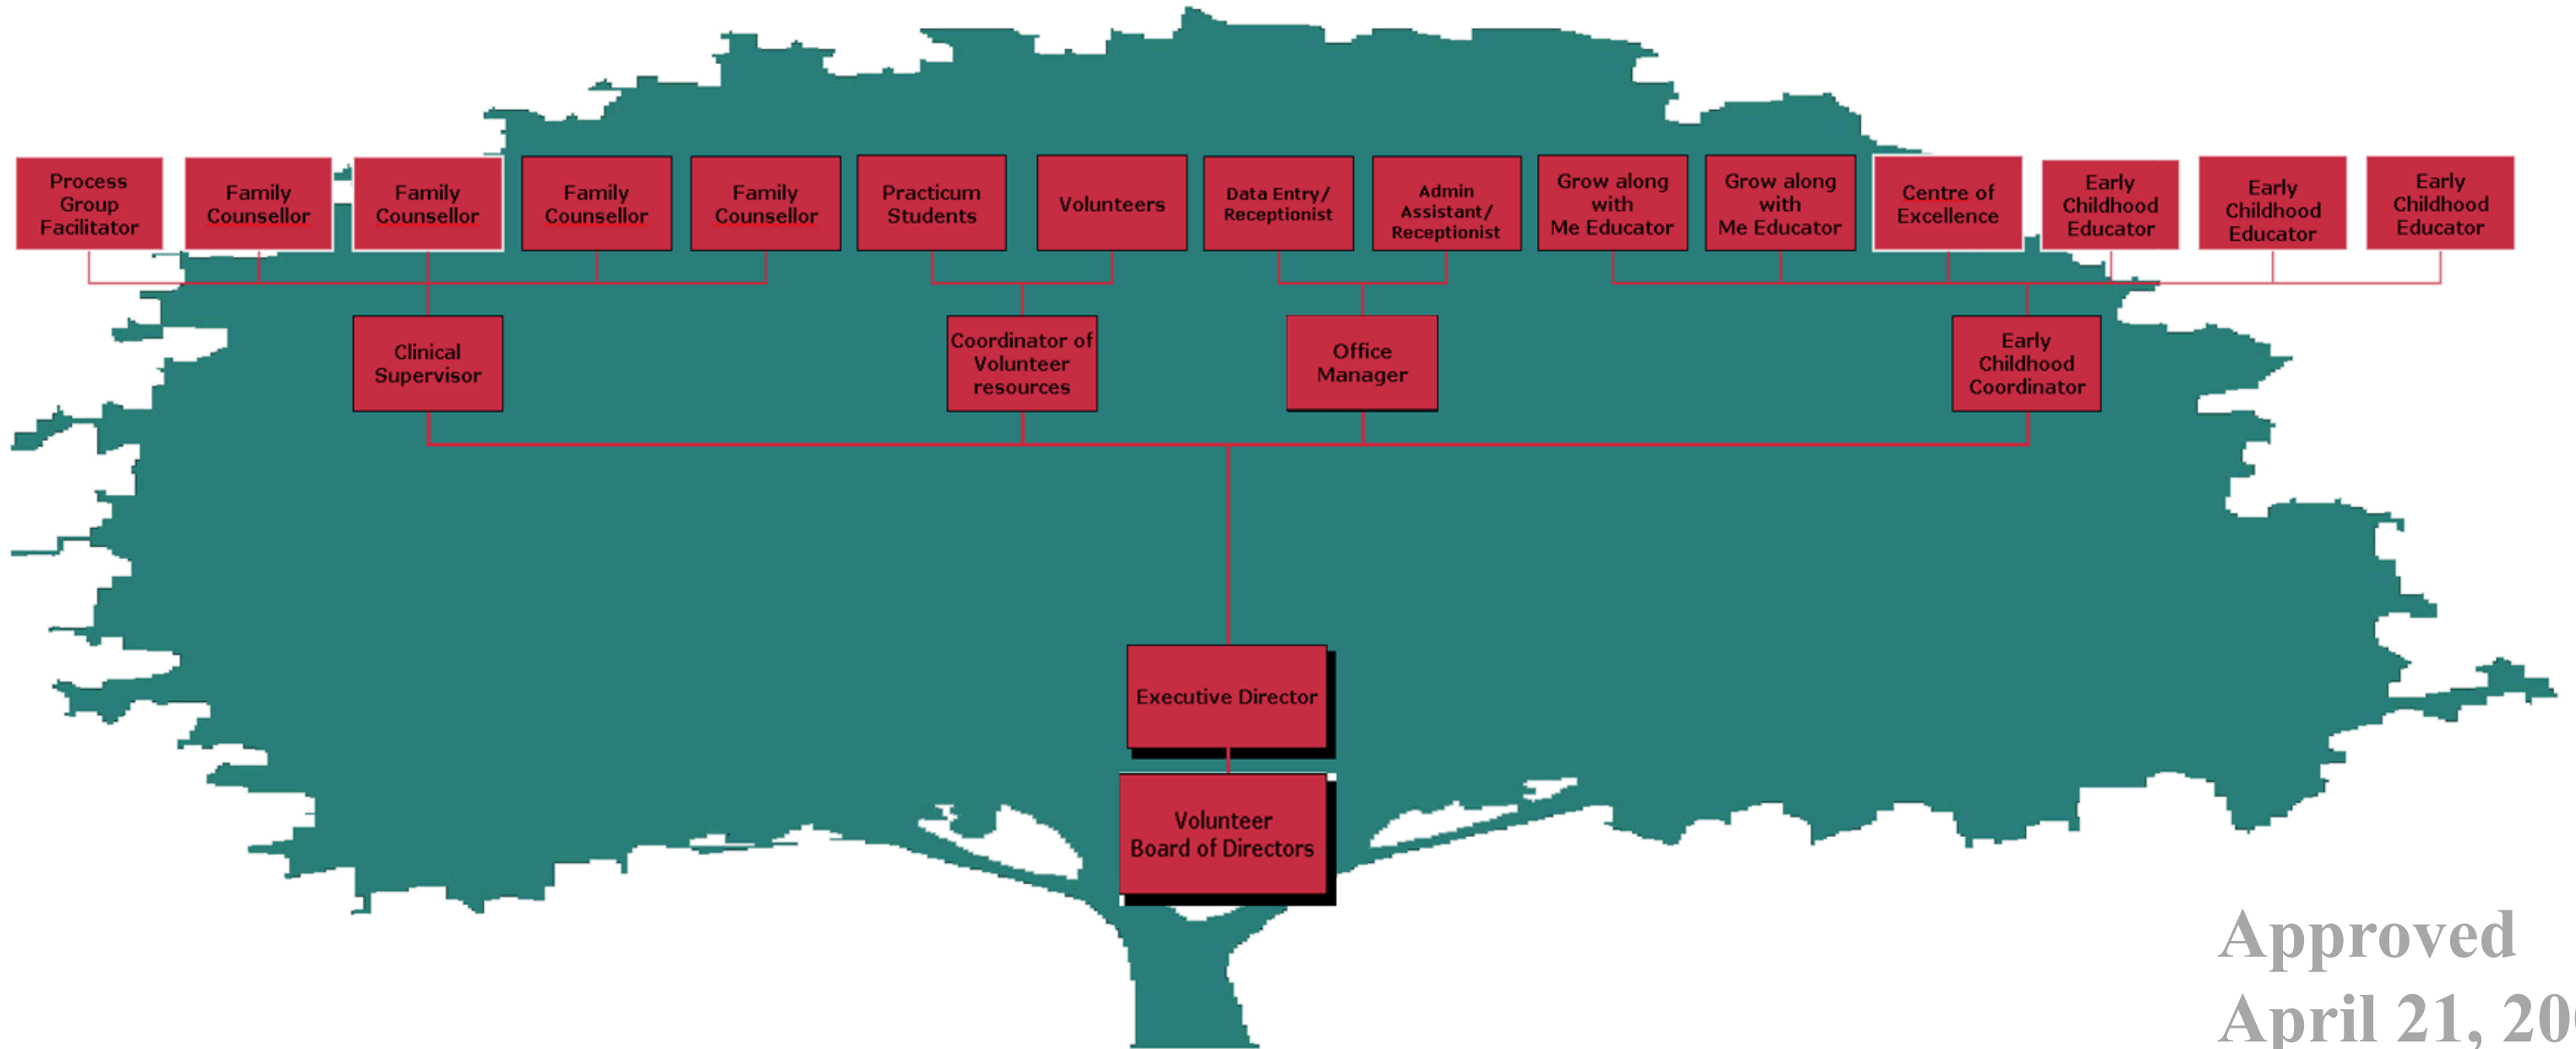 Process
Group
Facilitator
Family
Counsellor
Family
Counsellor
Family
Counsellor
Family
Counsellor
Practicum
Students
Volunteers
Data Entry/
Receptionist
Admin
Assistant/
Receptionist
Grow along
with
Me Educator
Grow along
with
Me Educator
Centre of
Excellence
Early
Childhood
Educator
Early
Childhood
Educator
Early
Childhood
Educator
Clinical
Supervisor
Coordinator of
Volunteer
resources
Office
Manager
Early
Childhood
Coordinator
Executive Director
Volunteer
Board of Directors
Approved
April 21,